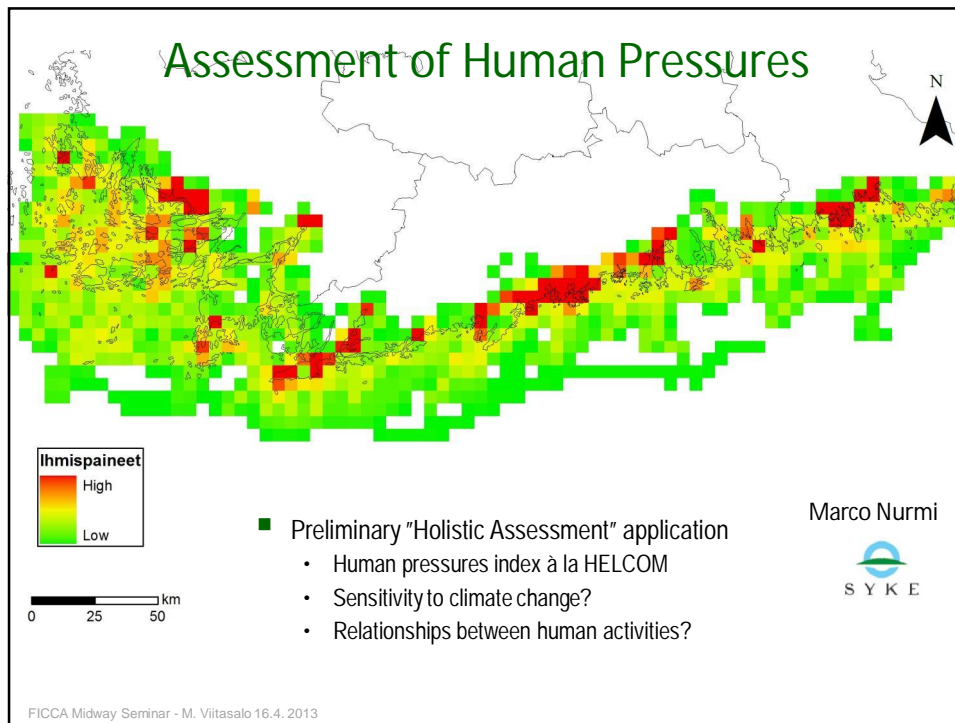 Assessment of Human Pressures
N
Ihmispaineet
High
Low
km
0 25 50
■ Preliminary "Holistic Assessment" application
• Human pressures index à la HELCOM
• Sensitivity to climate change?
• Relationships between human activities?
Marco Nurmi
SYKE
FICCA Midway Seminar - M. Viitasalo 16.4. 2013